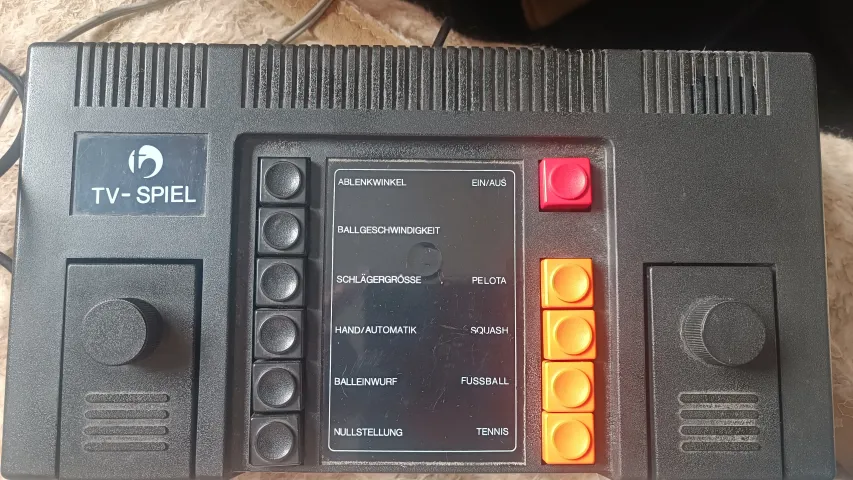 TV-SPIEL
ABLENKWINKEL EIN/AUS
BALLGESCHWINDIGKEIT
SCHLÄGERGRÖSSE PELOTA
HAND/AUTOMATIK SQUASH
BALLEINWURF FUSSBALL
NULLSTELLUNG TENNIS